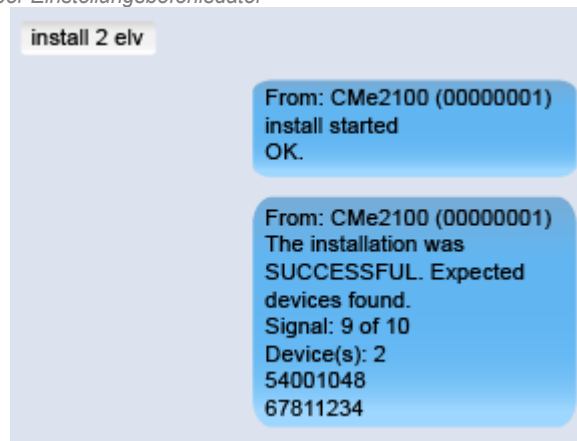 install 2 elv
From: CMe2100 (00000001)
install started
OK.
From: CMe2100 (00000001)
The installation was
SUCCESSFUL. Expected
devices found.
Signal: 9 of 10
Device(s): 2
54001048
67811234